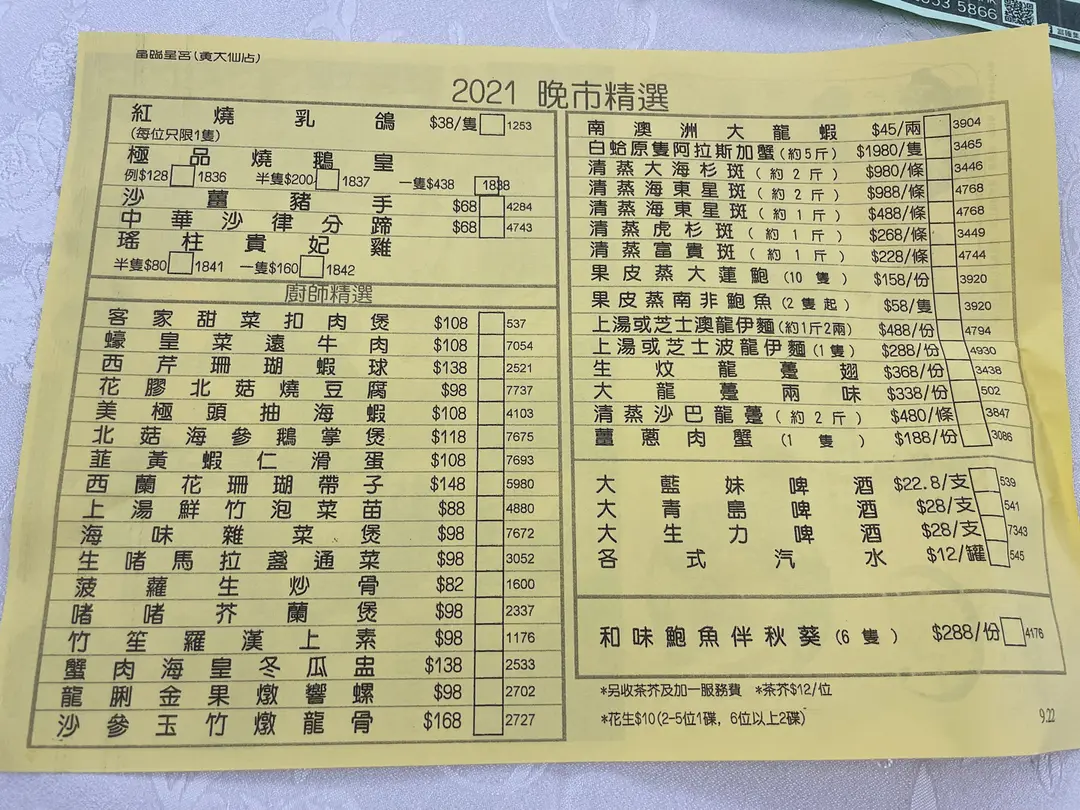 富臨皇宮(黃大仙店)
2021 晚市精選
紅燒乳鴿 $38/隻 1253
(每位只限1隻)
極品燒鵝皇
例$128 1836 半隻$200 1837 一隻$438 1838
沙薑豬手 $68 4284
中華沙律分蹄 $68 4743
瑤柱貴妃雞
半隻$80 1841 一隻$160 1842
廚師精選
客家甜菜扣肉煲 $108 537
蠔皇菜遠牛肉 $108 7054
西芹珊瑚蝦球 $138 2521
花膠北菇燒豆腐 $98 7737
美極頭抽海蝦 $108 4103
北菇海參鵝掌煲 $118 7675
韮黃蝦仁滑蛋 $108 7693
西蘭花珊瑚帶子 $148 5980
上湯鮮竹泡菜苗 $88 4880
海味雜菜煲 $98 7672
生啫馬拉盞通菜 $98 3052
菠蘿生炒骨 $82 1600
啫啫芥蘭煲 $98 2337
竹笙羅漢上素 $98 1176
蟹肉海皇冬瓜盅 $138 2533
龍脷金果燉響螺 $98 2702
沙參玉竹燉龍骨 $168 2727
南澳洲大龍蝦 $45/兩 3904
白蛤原隻阿拉斯加蟹(約5斤) $1980/隻 3465
清蒸大海杉斑(約2斤) $980/條 3446
清蒸海東星斑(約2斤) $988/條 4768
清蒸海東星斑(約1斤) $488/條 4768
清蒸虎杉斑(約1斤) $268/條 3449
清蒸富貴斑(約1斤) $228/條 4744
果皮蒸大蓮鮑(10隻) $158/條 3920
果皮蒸南非鮑魚(2隻起) $58/隻 3920
上湯或芝士澳龍伊麵(約1斤2兩) $488/份 4794
上湯或芝士波龍伊麵(1隻) $288/份 4930
生炆龍躉翅 $368/份 3438
大龍躉兩味 $338/份 502
清蒸沙巴龍躉(約2斤) $480/條 3847
薑蔥肉蟹(1隻) $188/份 3086
大藍妹啤酒 $22.8/支 539
大青島啤酒 $28/支 541
大生力啤酒 $28/支 7343
各式汽水 $12/罐 545
和味鮑魚伴秋葵(6隻) $288/份 4176
*另收茶芥及加一服務費 *茶芥$12/位
*花生$10(2-5位1碟, 6位以上2碟)
9.22
5866